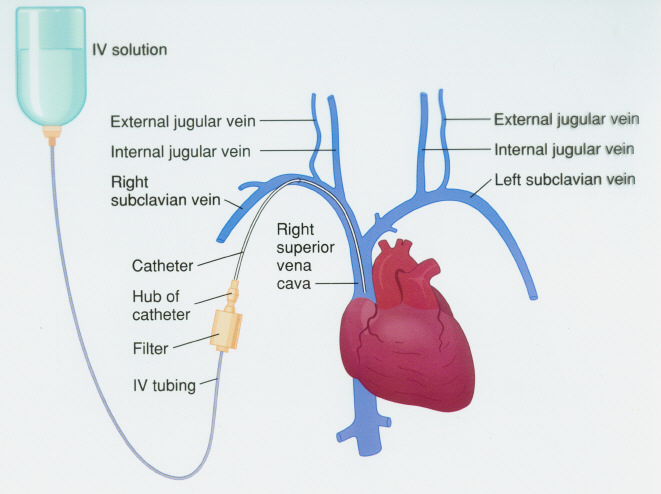 IV solution
External jugular vein
Internal jugular vein
Right
subclavian vein
Right
superior
vena
cava
Catheter
Hub of
catheter
Filter
IV tubing
External jugular vein
Internal jugular vein
Left subclavian vein